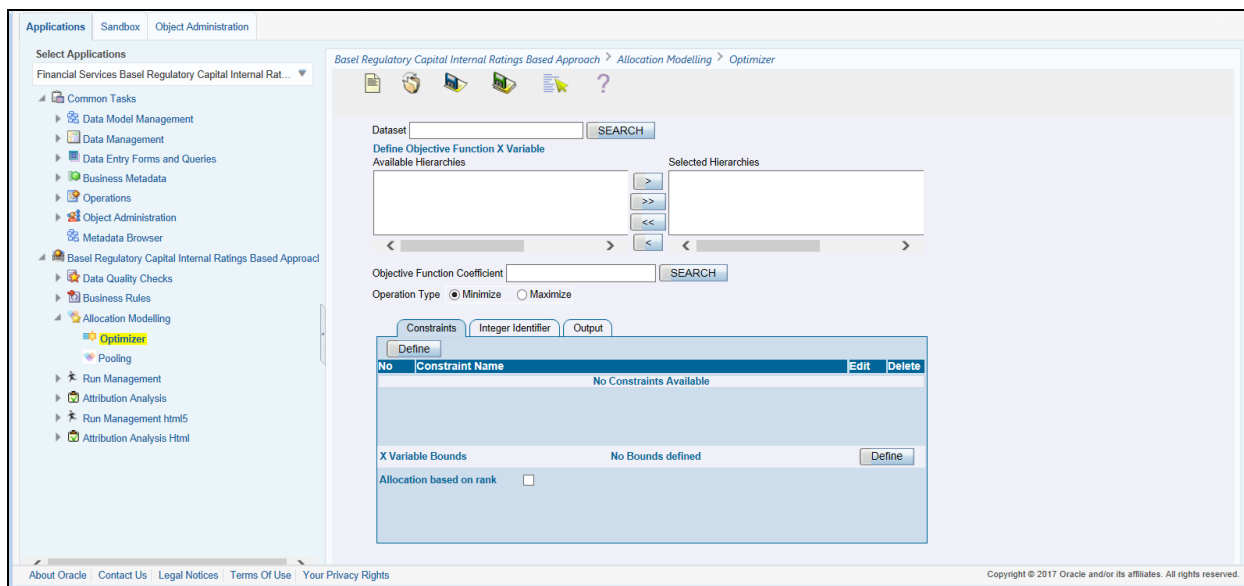 Applications Sandbox Object Administration
Select Applications
Financial Services Basel Regulatory Capital Internal Rat...
Common Tasks
Data Model Management
Data Management
Data Entry Forms and Queries
Business Metadata
Operations
Object Administration
Metadata Browser
Basel Regulatory Capital Internal Ratings Based Approacl
Data Quality Checks
Business Rules
Allocation Modelling
Optimizer
Pooling
Run Management
Attribution Analysis
Run Management html5
Attribution Analysis Html
Basel Regulatory Capital Internal Ratings Based Approach > Allocation Modelling > Optimizer
?
Dataset SEARCH
Define Objective Function X Variable
Available Hierarchies Selected Hierarchies
>
>>
<<
<
Objective Function Coefficient SEARCH
Operation Type Minimize Maximize
Constraints Integer Identifier Output
Define
No Constraint Name Edit Delete
No Constraints Available
X Variable Bounds No Bounds defined Define
Allocation based on rank
About Oracle Contact Us Legal Notices Terms Of Use Your Privacy Rights
Copyright © 2017 Oracle and/or its affiliates. All rights reserved.